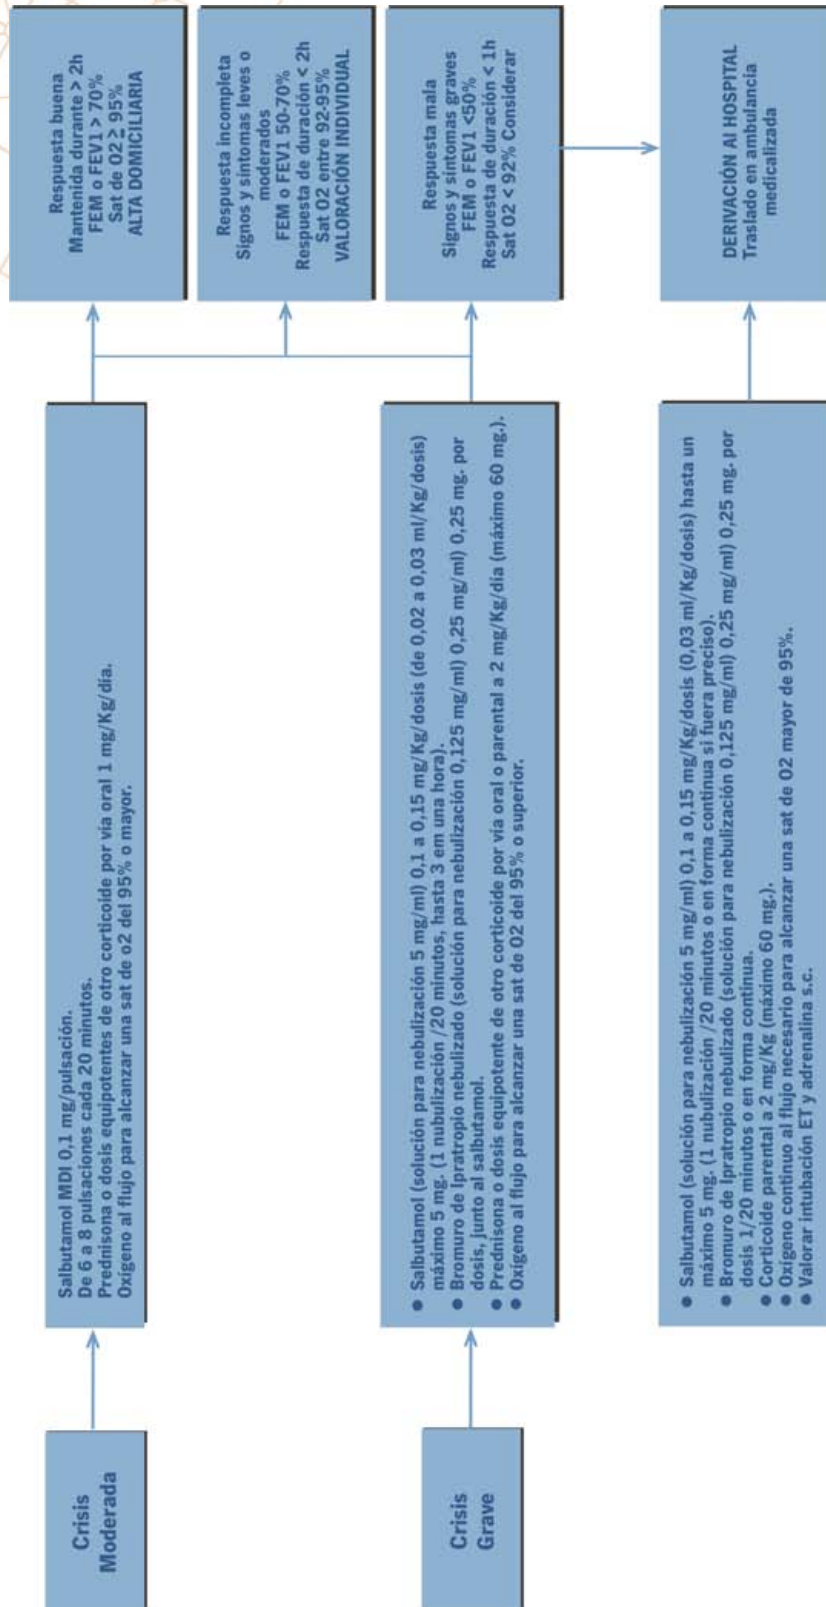 Crisis
Moderada
Salbutamol MDI 0,1 mg/pulsación.
De 6 a 8 pulsaciones cada 20 minutos.
Prednisona o dosis equipotentes de otro corticoide por vía oral 1 mg/Kg/día.
Oxígeno al flujo para alcanzar una sat de o2 del 95% o mayor.
Respuesta buena
Mantenida durante > 2h
FEM o FEV1 > 70%
Sat de O2 ≥ 95%
ALTA DOMICILIARIA
Respuesta incompleta
Signos y síntomas leves o
moderados
FEM o FEV1 50-70%
Respuesta de duración < 2h
Sat O2 entre 92-95%
VALORACIÓN INDIVIDUAL
Crisis
Grave
● Salbutamol (solución para nebulización 5 mg/ml) 0,1 a 0,15 mg/Kg/dosis (de 0,02 a 0,03 ml/Kg/dosis)
máximo 5 mg. (1 nubulización /20 minutos, hasta 3 em una hora).
● Bromuro de Ipratropio nebulizado (solución para nebulización 0,125 mg/ml) 0,25 mg/ml) 0,25 mg. por
dosis, junto al salbutamol.
● Prednisona o dosis equipotente de otro corticoide por vía oral o parental a 2 mg/Kg/día (máximo 60 mg.).
● Oxígeno al flujo para alcanzar una sat de O2 del 95% o superior.
Respuesta mala
Signos y síntomas graves
FEM o FEV1 <50%
Respuesta de duración < 1h
Sat O2 < 92% Considerar
● Salbutamol (solución para nebulización 5 mg/ml) 0,1 a 0,15 mg/Kg/dosis (0,03 ml/Kg/dosis) hasta un
máximo 5 mg. (1 nubulización /20 minutos o en forma continua si fuera preciso).
● Bromuro de Ipratropio nebulizado (solución para nebulización 0,125 mg/ml) 0,25 mg/ml) 0,25 mg. por
dosis 1/20 minutos o en forma continua.
● Corticoide parental a 2 mg/Kg (máximo 60 mg.).
● Oxígeno continuo al flujo necesario para alcanzar una sat de O2 mayor de 95%.
● Valorar intubación ET y adrenalina s.c.
DERIVACIÓN Al HOSPITAL
Traslado en ambulancia
medicalizada